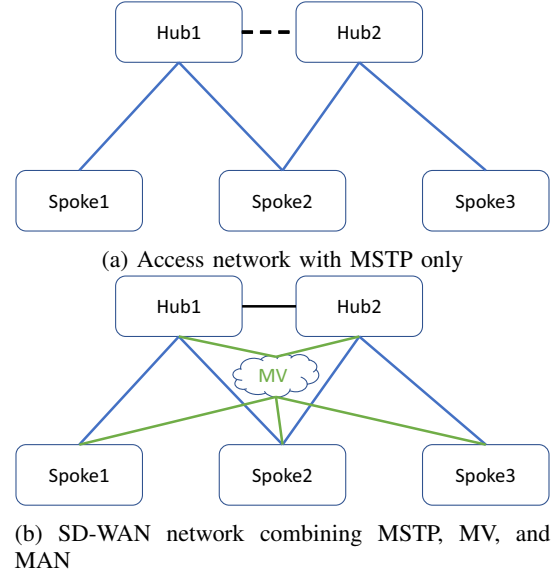 Hub1 Hub2
Spoke1 Spoke2 Spoke3
(a) Access network with MSTP only
Hub1 Hub2
MV
Spoke1 Spoke2 Spoke3
(b) SD-WAN network combining MSTP, MV, and
MAN